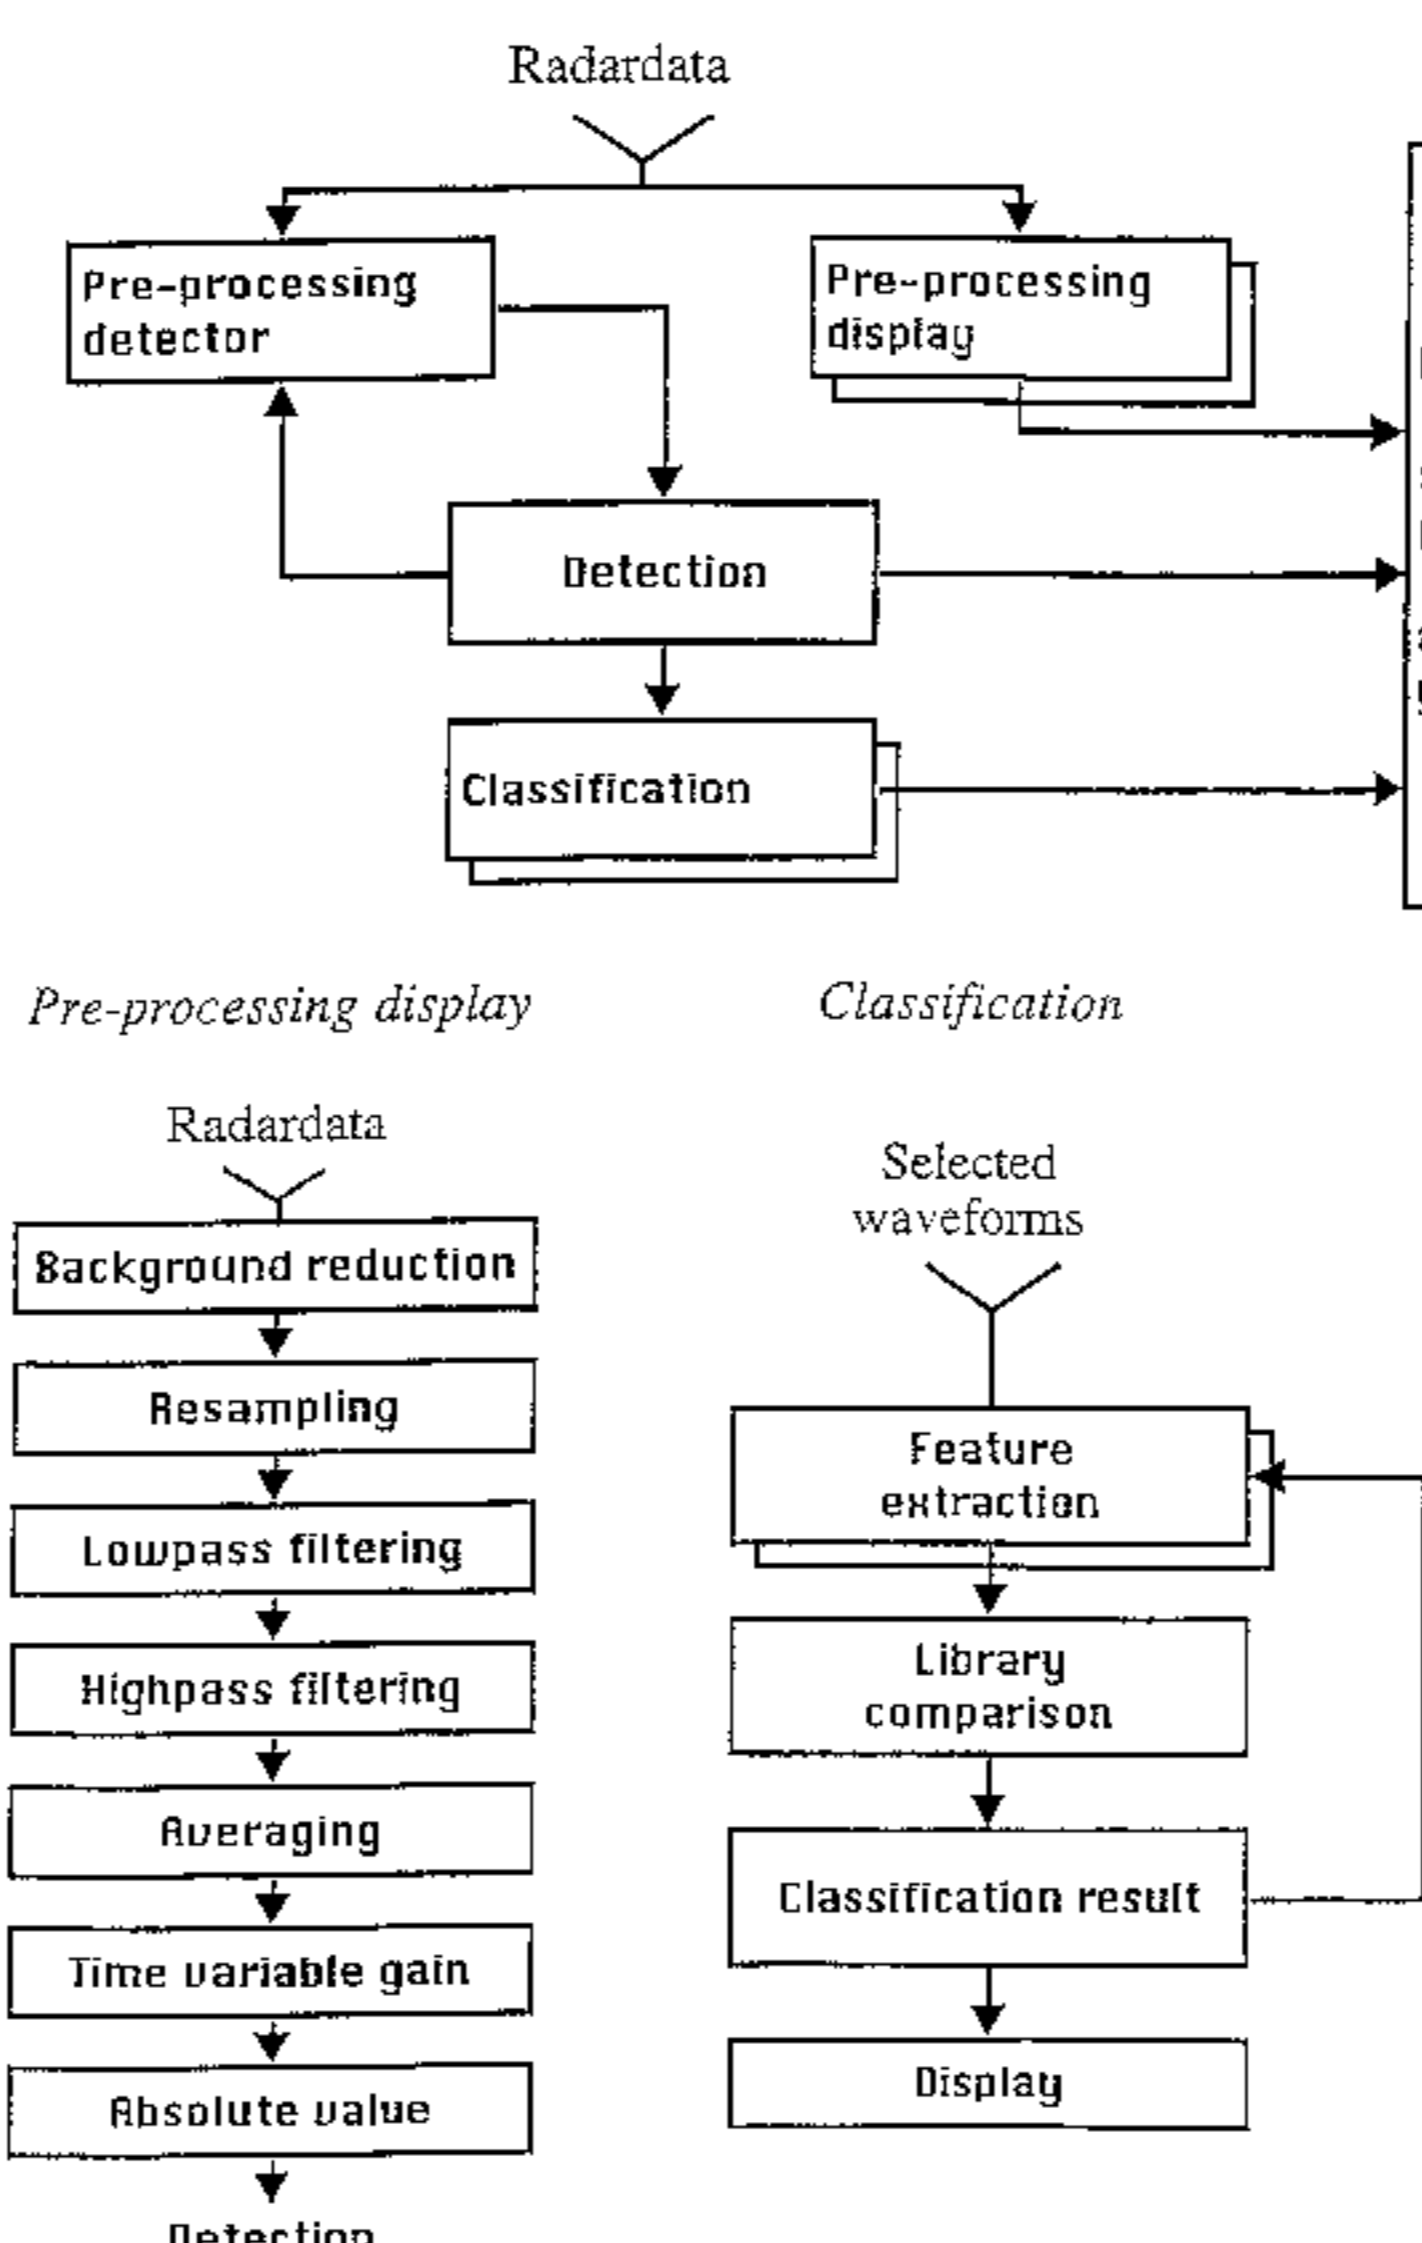 Radardata
Pre-processing
detector
Pre-processing
display
Detection
Classification
Pre-processing display
Classification
Radardata
Background reduction
Resampling
Lowpass filtering
Highpass filtering
Averaging
Time variable gain
Absolute value
Detection
Selected
waveforms
Feature
extraction
Library
comparison
Classification result
Display